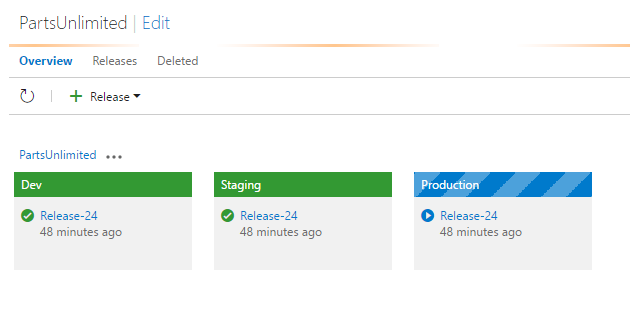 PartsUnlimited | Edit
Overview Releases Deleted
Release
PartsUnlimited ...
Dev Staging Production
Release-24 Release-24 Release-24
48 minutes ago 48 minutes ago 48 minutes ago